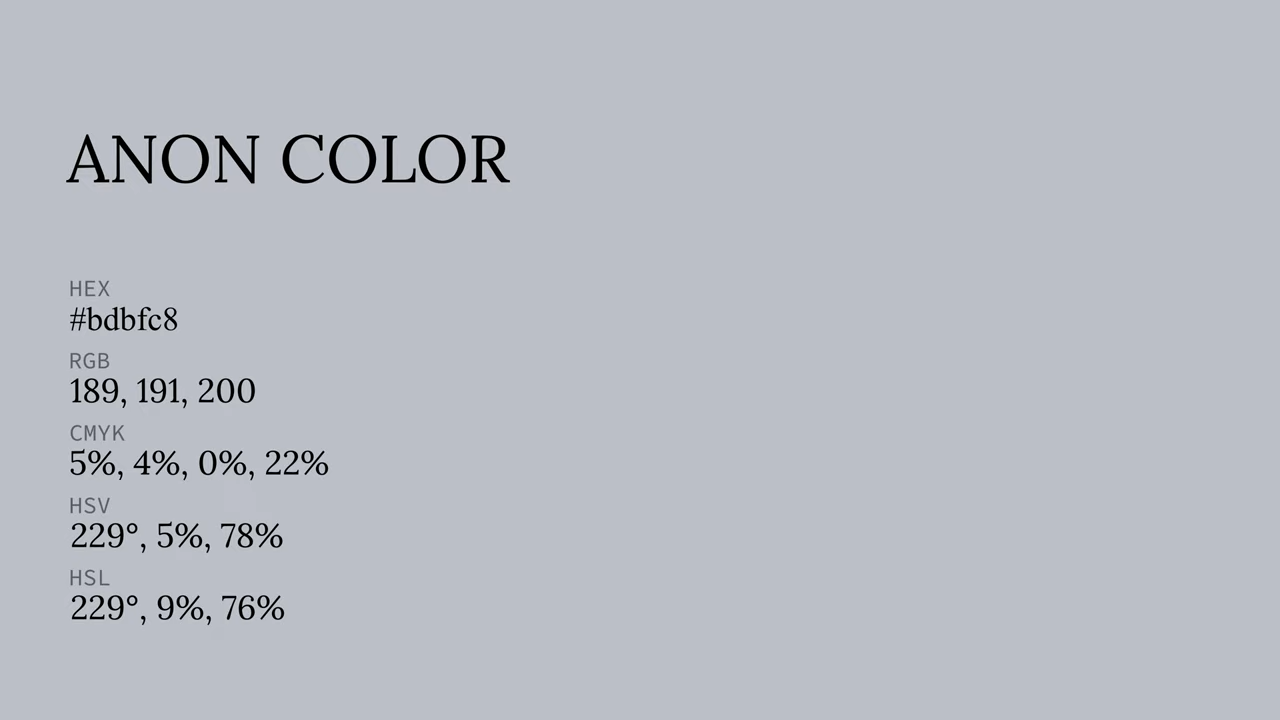 ANON COLOR
HEX
#bdbfc8
RGB
189, 191, 200
CMYK
5%, 4%, 0%, 22%
HSV
229°, 5%, 78%
HSL
229°, 9%, 76%